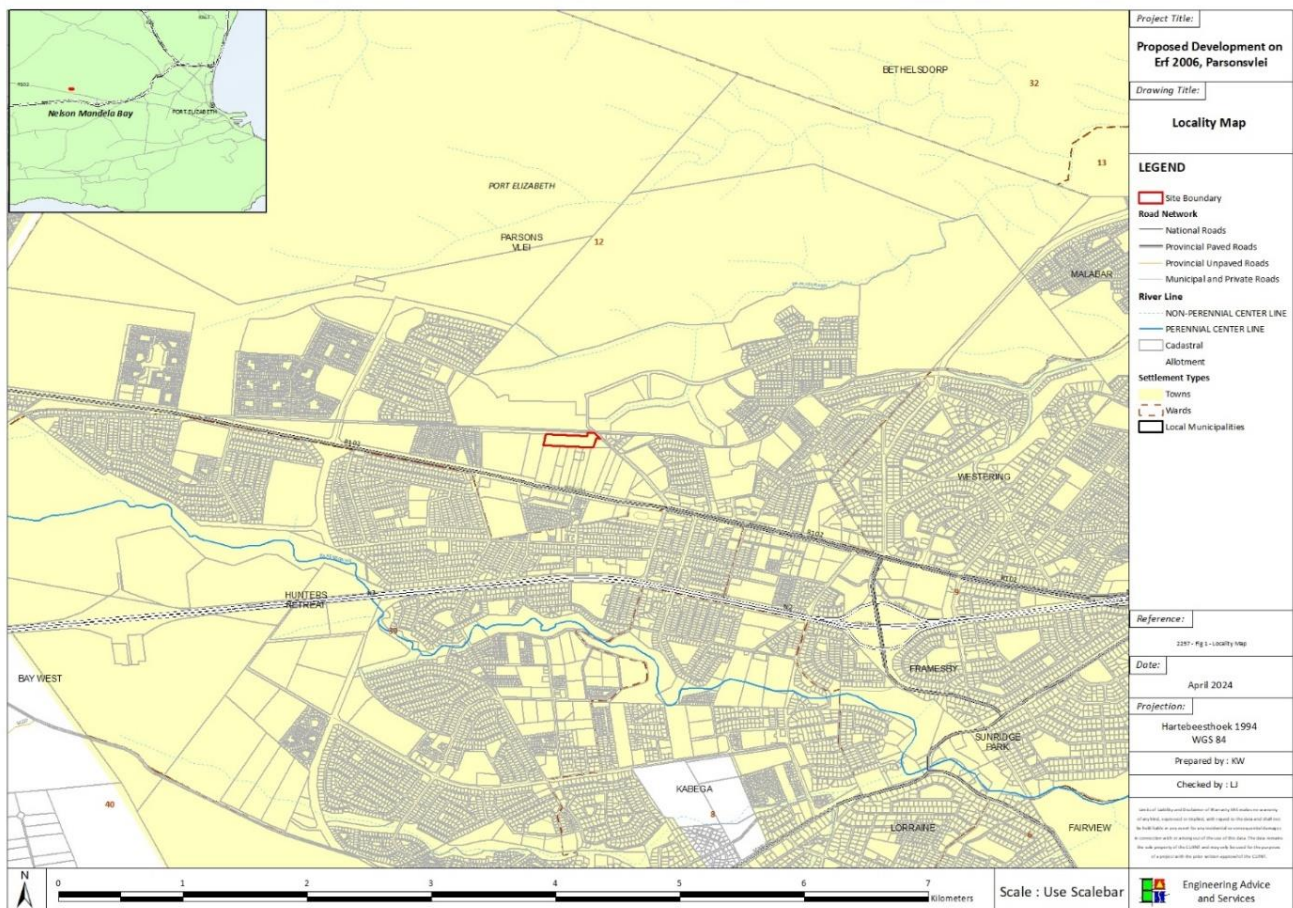 R102
Nelson Mandela Bay
PORT ELIZABETH
BETHELSDORP
32
13
PORT ELIZABETH
PARSONS
VLEI
12
MALABAR
R102
WESTERING
R102
R102
HUNTERS
RETREAT
N2
N2
9
BAY WEST
FRAMESBY
SUNRIDGE
PARK
KABEGA
40
8
LORRAINE
FAIRVIEW
Project Title:
Proposed Development on
Erf 2006, Parsonsvlei
Drawing Title:
Locality Map
LEGEND
Site Boundary
Road Network
National Roads
Provincial Paved Roads
Provincial Unpaved Roads
Municipal and Private Roads
River Line
NON-PERENNIAL CENTER LINE
PERENNIAL CENTER LINE
Cadastral
Allotment
Settlement Types
Towns
Wards
Local Municipalities
Reference:
2297 - Fig 1 - Locality Map
Date:
April 2024
Projection:
Hartebeesthoek 1994
WGS 84
Prepared by : KW
Checked by : LJ
N
0 1 2 3 4 5 6 7
Kilometers
Scale : Use Scalebar
Engineering Advice
and Services